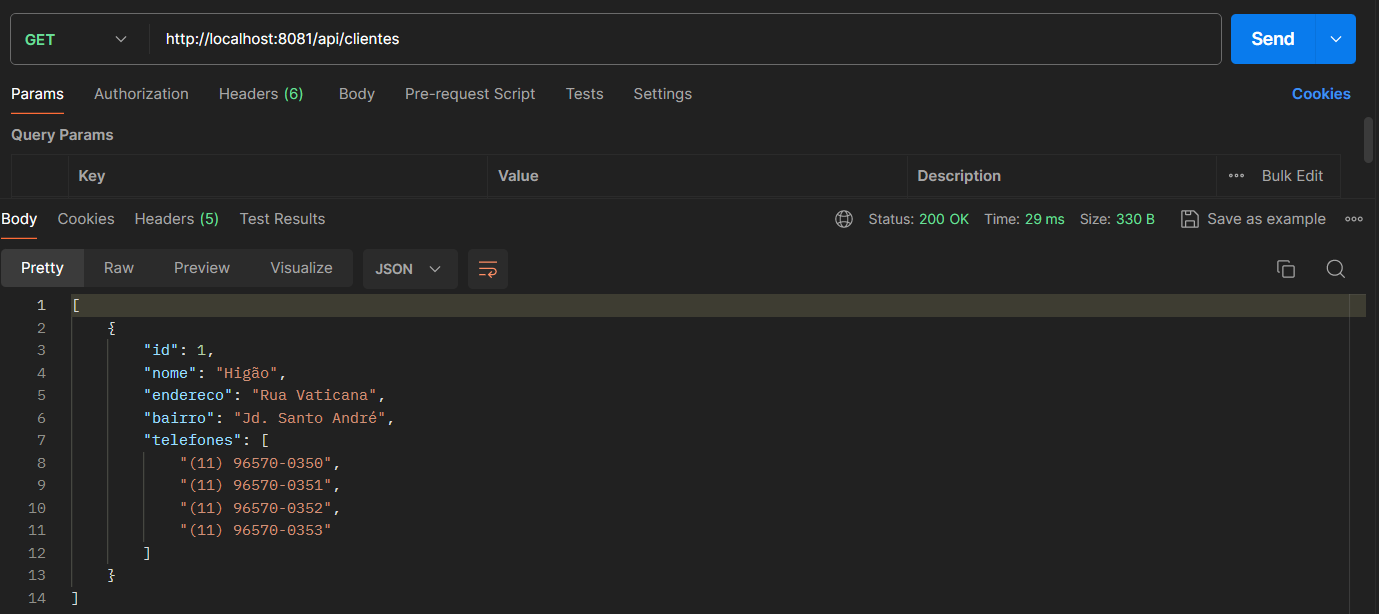 GET http://localhost:8081/api/clientes Send
Params Authorization Headers (6) Body Pre-request Script Tests Settings Cookies
Query Params
Key Value Description Bulk Edit
Body Cookies Headers (5) Test Results Status: 200 OK Time: 29 ms Size: 330 B Save as example
Pretty Raw Preview Visualize JSON
1 [
2 {
3 "id": 1,
4 "nome": "Higão",
5 "endereco": "Rua Vaticana",
6 "bairro": "Jd. Santo André",
7 "telefones": [
8 "(11) 96570-0350",
9 "(11) 96570-0351",
10 "(11) 96570-0352",
11 "(11) 96570-0353"
12 ]
13 }
14 ]